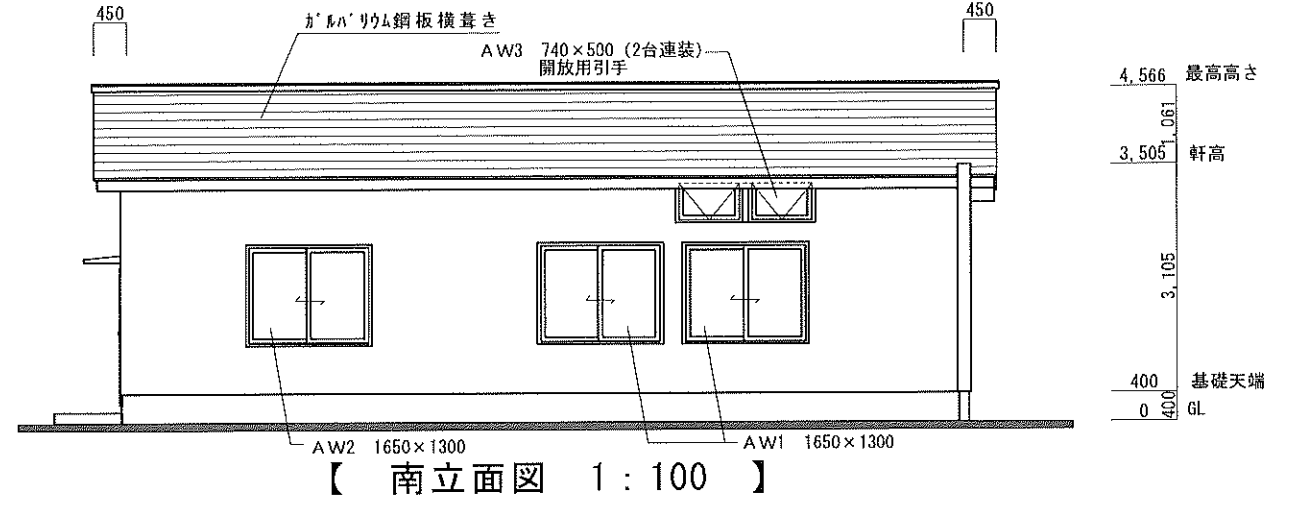 450
ｶﾞﾙﾊﾞﾘｳﾑ鋼板横葺き
AW3 740×500 (2台連装)
開放用引手
450
4,566 最高高さ
1,061
3,505 軒高
3,105
400 基礎天端
400
0 GL
AW2 1650×1300
AW1 1650×1300
【 南立面図 1:100 】